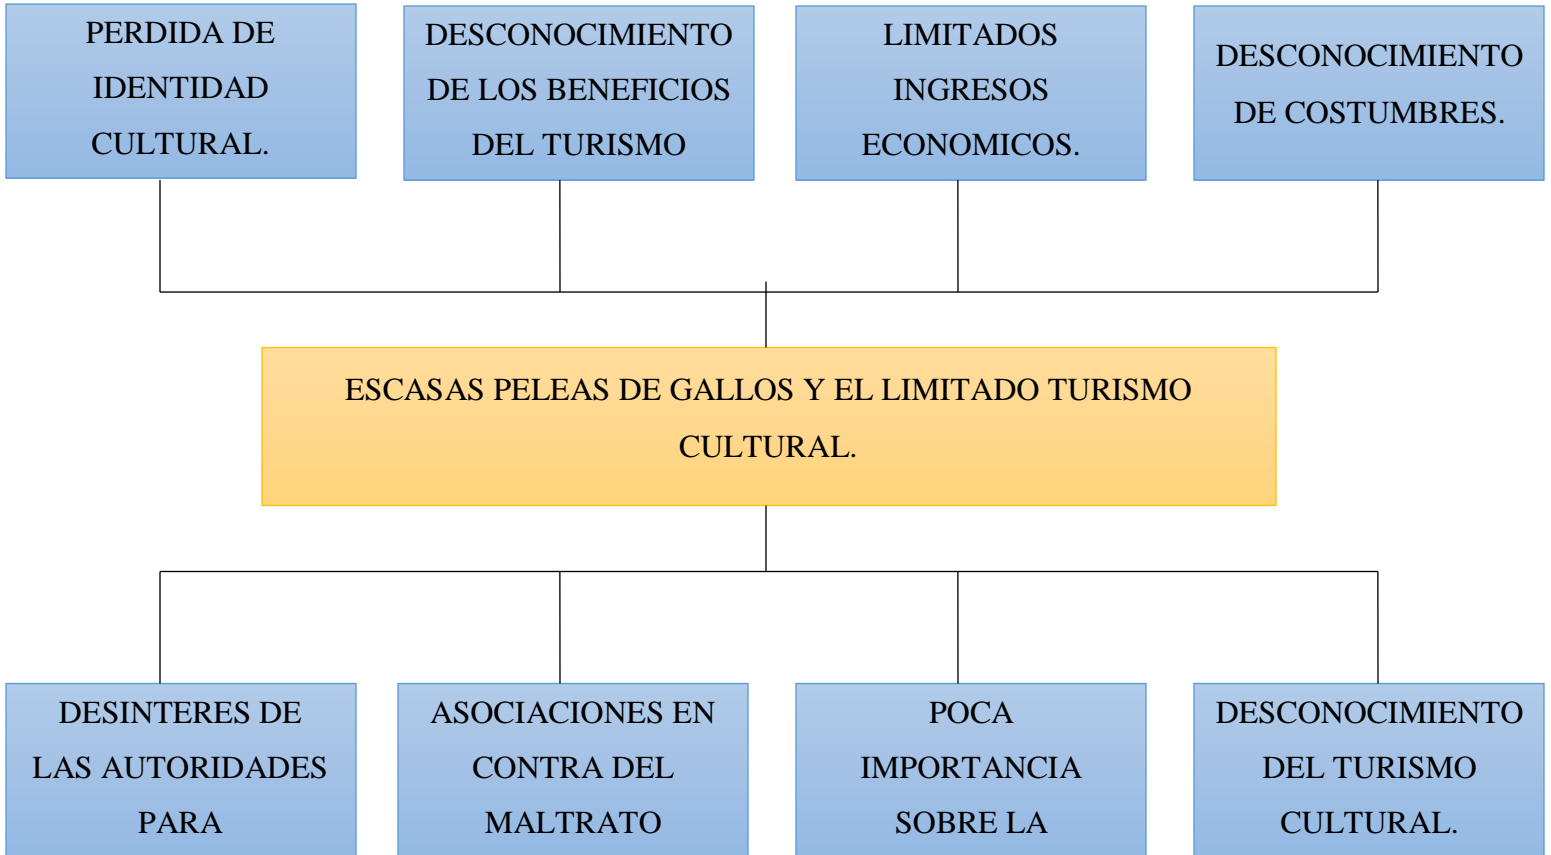 PERDIDA DE
IDENTIDAD
CULTURAL.
DESCONOCIMIENTO
DE LOS BENEFICIOS
DEL TURISMO
LIMITADOS
INGRESOS
ECONOMICOS.
DESCONOCIMIENTO
DE COSTUMBRES.
ESCASAS PELEAS DE GALLOS Y EL LIMITADO TURISMO
CULTURAL.
DESINTERES DE
LAS AUTORIDADES
PARA
ASOCIACIONES EN
CONTRA DEL
MALTRATO
POCA
IMPORTANCIA
SOBRE LA
DESCONOCIMIENTO
DEL TURISMO
CULTURAL.